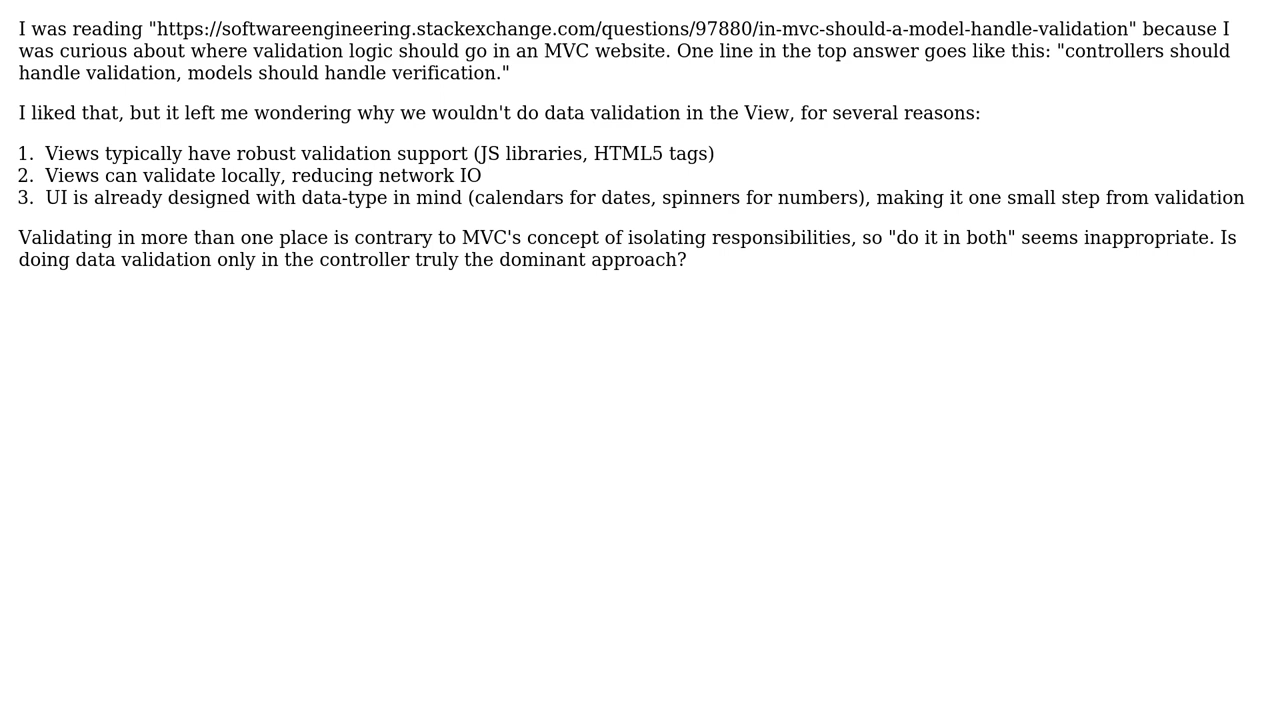 I was reading "https://softwareengineering.stackexchange.com/questions/97880/in-mvc-should-a-model-handle-validation" because I
was curious about where validation logic should go in an MVC website. One line in the top answer goes like this: "controllers should
handle validation, models should handle verification."
I liked that, but it left me wondering why we wouldn't do data validation in the View, for several reasons:
1. Views typically have robust validation support (JS libraries, HTML5 tags)
2. Views can validate locally, reducing network IO
3. UI is already designed with data-type in mind (calendars for dates, spinners for numbers), making it one small step from validation
Validating in more than one place is contrary to MVC's concept of isolating responsibilities, so "do it in both" seems inappropriate. Is
doing data validation only in the controller truly the dominant approach?